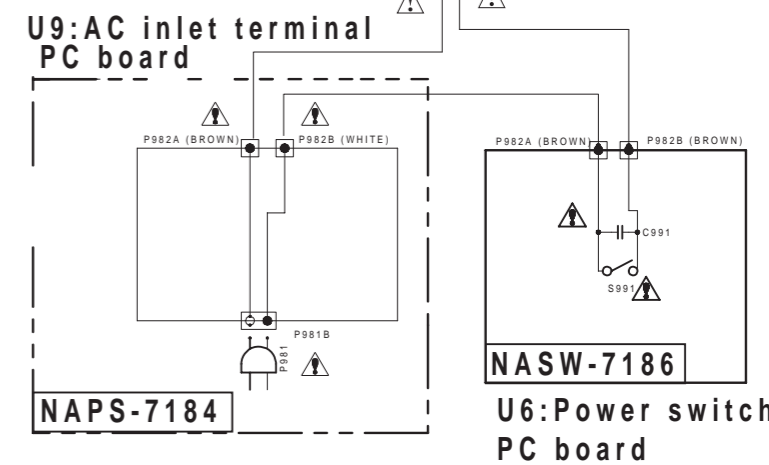 U9:AC inlet terminal
PC board
P982A (BROWN)
P982B (WHITE)
P982A (BROWN)
P982B (BROWN)
C991
S991
P981B
P981
NASW-7186
NAPS-7184
U6:Power switch
PC board